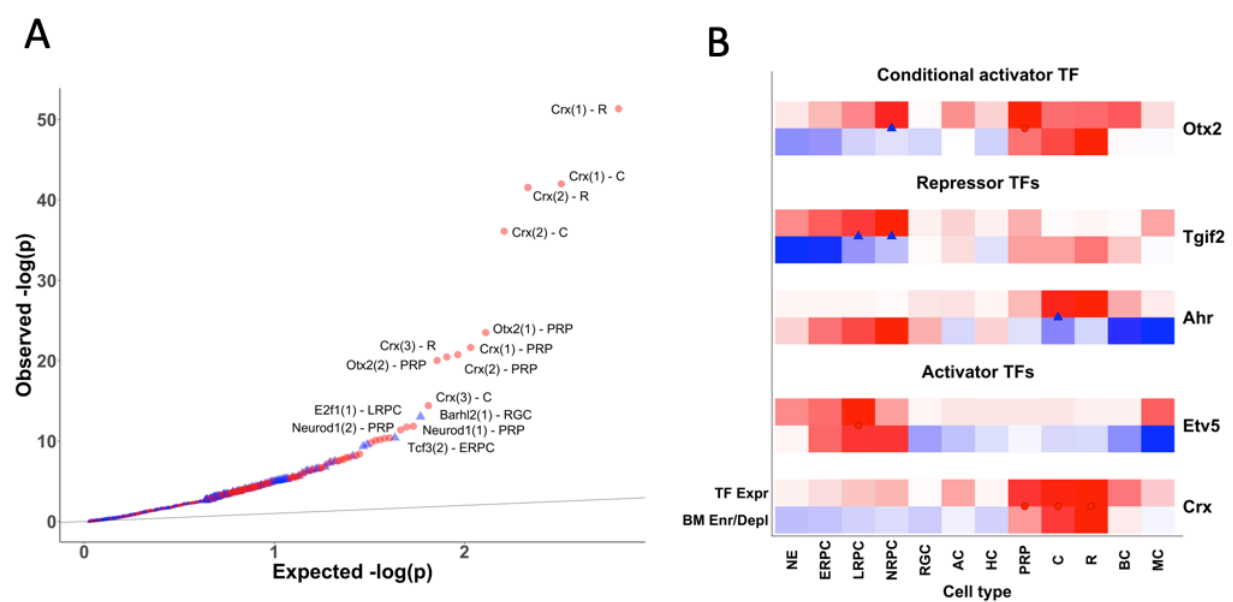 A
50
40
30
20
10
0
0
1
2
Observed -log(p)
Expected -log(p)
Crx(1) - R
Crx(1) - C
Crx(2) - R
Crx(2) - C
Otx2(1) - PRP
Crx(3) - R
Crx(1) - PRP
Otx2(2) - PRP
Crx(2) - PRP
Crx(3) - C
E2f1(1) - LRPC
Barhl2(1) - RGC
Neurod1(2) - PRP
Neurod1(1) - PRP
Tcf3(2) - ERPC
B
Conditional activator TF
Otx2
Repressor TFs
Tgif2
Ahr
Activator TFs
Etv5
TF Expr
Crx
BM Enr/Depl
NE
ERPC
LRPC
NRPC
RGC
AC
HC
PRP
C
R
BC
MC
Cell type